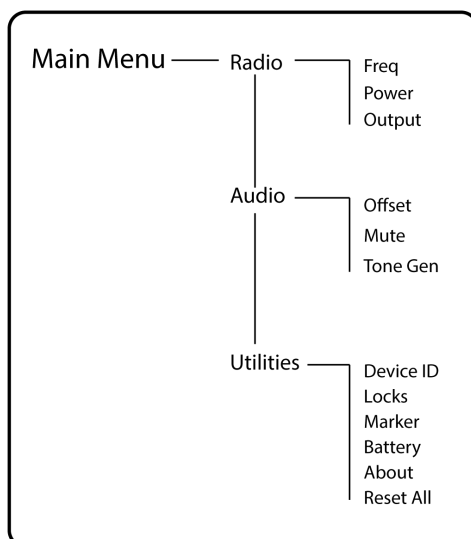 Main Menu
Radio
Freq
Power
Output
Audio
Offset
Mute
Tone Gen
Utilities
Device ID
Locks
Marker
Battery
About
Reset All